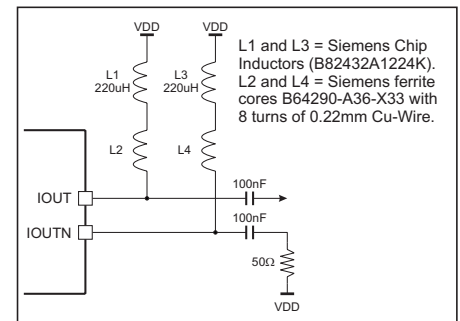 VDD
VDD
L1 and L3 = Siemens Chip
Inductors (B82432A1224K).
L2 and L4 = Siemens ferrite
cores B64290-A36-X33 with
8 turns of 0.22mm Cu-Wire.
L1
220uH
L3
220uH
L2
L4
100nF
IOUT
100nF
IOUTN
50Ω
VDD